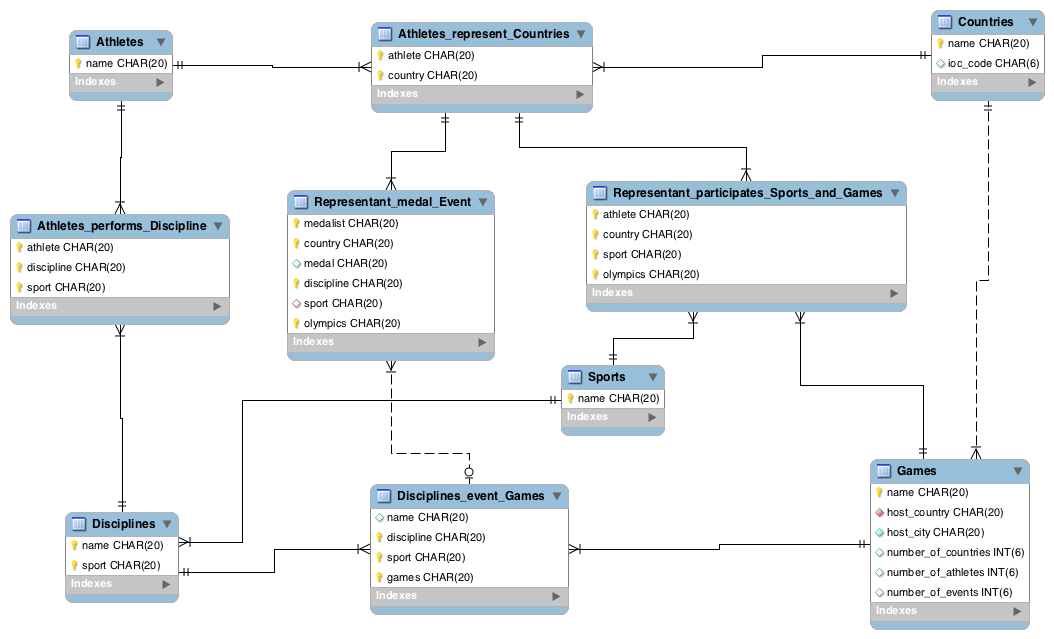 Athletes
name CHAR(20)
Indexes
Athletes_represent_Countries
athlete CHAR(20)
country CHAR(20)
Indexes
Countries
name CHAR(20)
ioc_code CHAR(6)
Indexes
Athletes_performs_Discipline
athlete CHAR(20)
discipline CHAR(20)
sport CHAR(20)
Indexes
Representant_medal_Event
medalist CHAR(20)
country CHAR(20)
medal CHAR(20)
discipline CHAR(20)
sport CHAR(20)
olympics CHAR(20)
Indexes
Representant_participates_Sports_and_Games
athlete CHAR(20)
country CHAR(20)
sport CHAR(20)
olympics CHAR(20)
Indexes
Sports
name CHAR(20)
Indexes
Disciplines
name CHAR(20)
sport CHAR(20)
Indexes
Disciplines_event_Games
name CHAR(20)
discipline CHAR(20)
sport CHAR(20)
games CHAR(20)
Indexes
Games
name CHAR(20)
host_country CHAR(20)
host_city CHAR(20)
number_of_countries INT(6)
number_of_athletes INT(6)
number_of_events INT(6)
Indexes